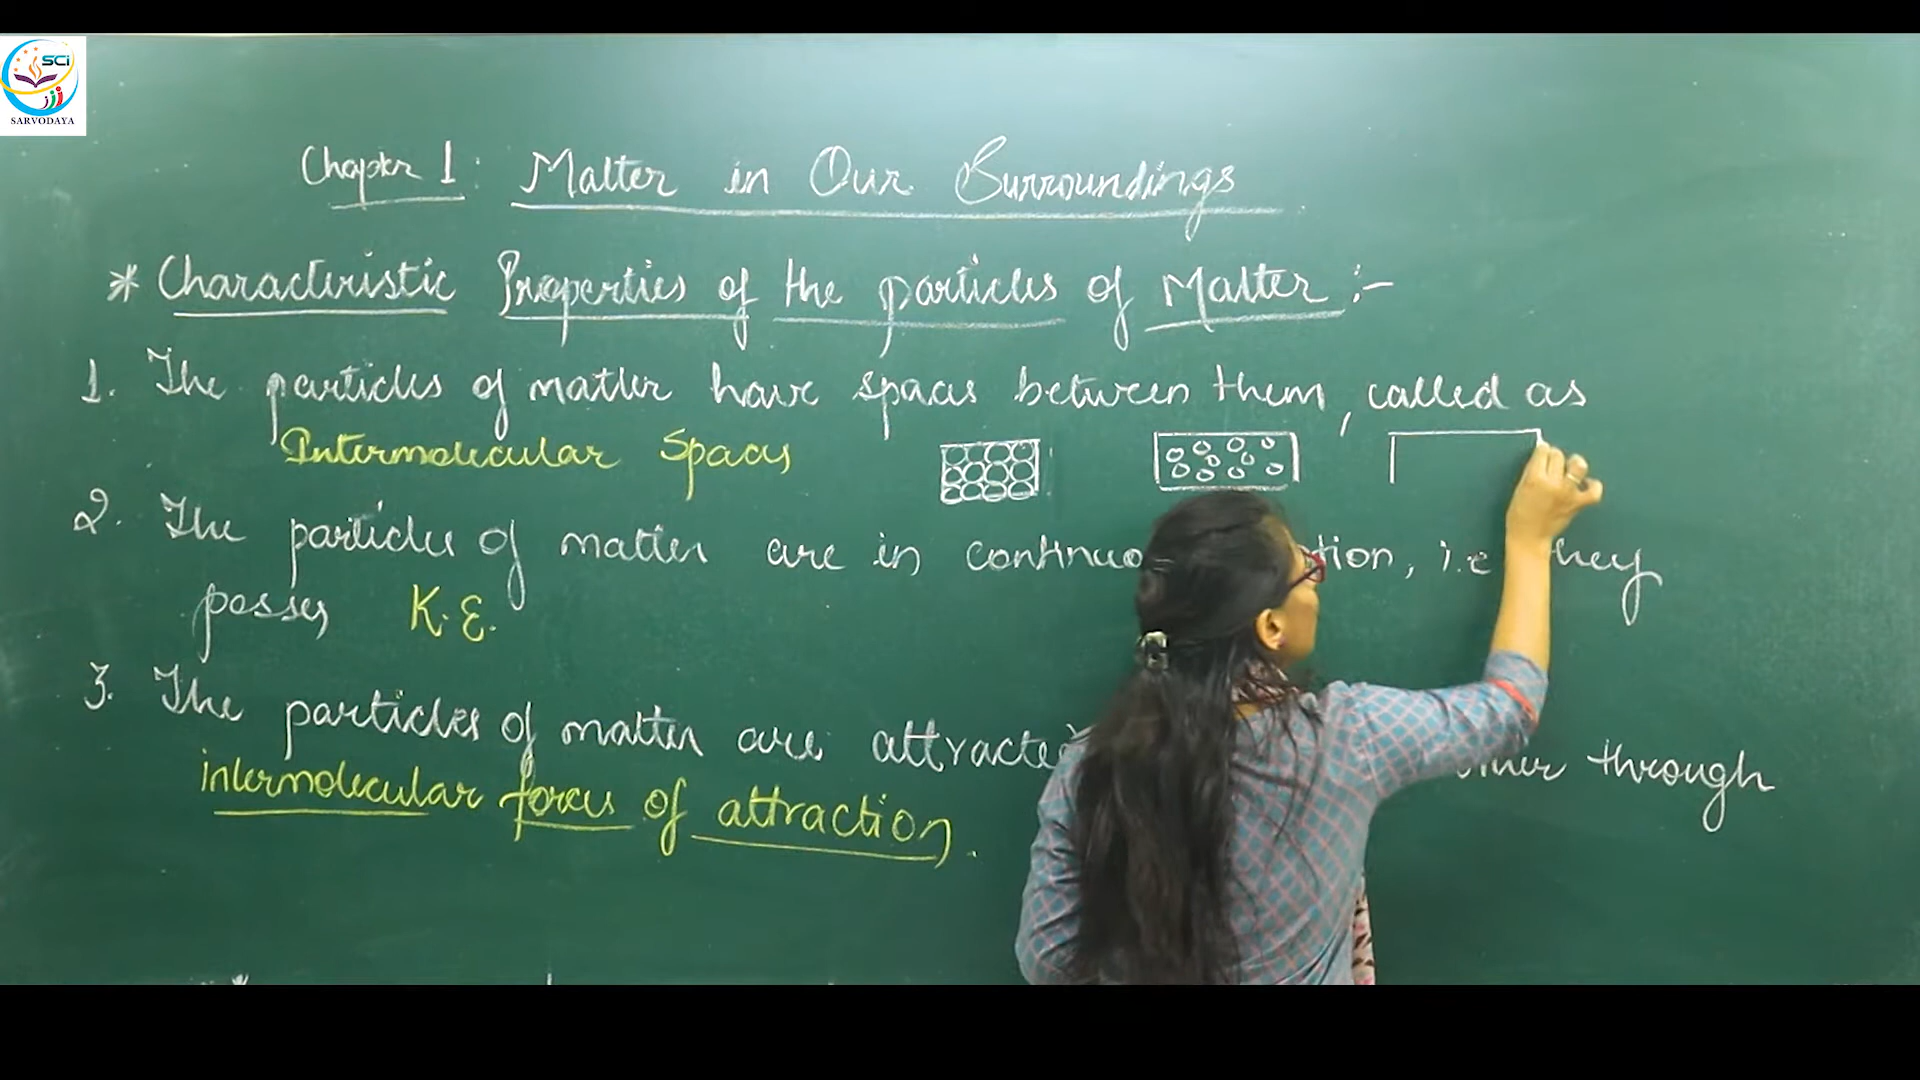 SCi
SARVODAYA
Chapter 1: Matter in Our Surroundings
* Characteristic Properties of the particles of Matter :-
1. The particles of matter have spaces between them, called as
Intermolecular Spaces
2. The particles of matter are in continuo tion, i.e they
posses K.E.
3. The particles of matter are attracted through
intermolecular forces of attraction.